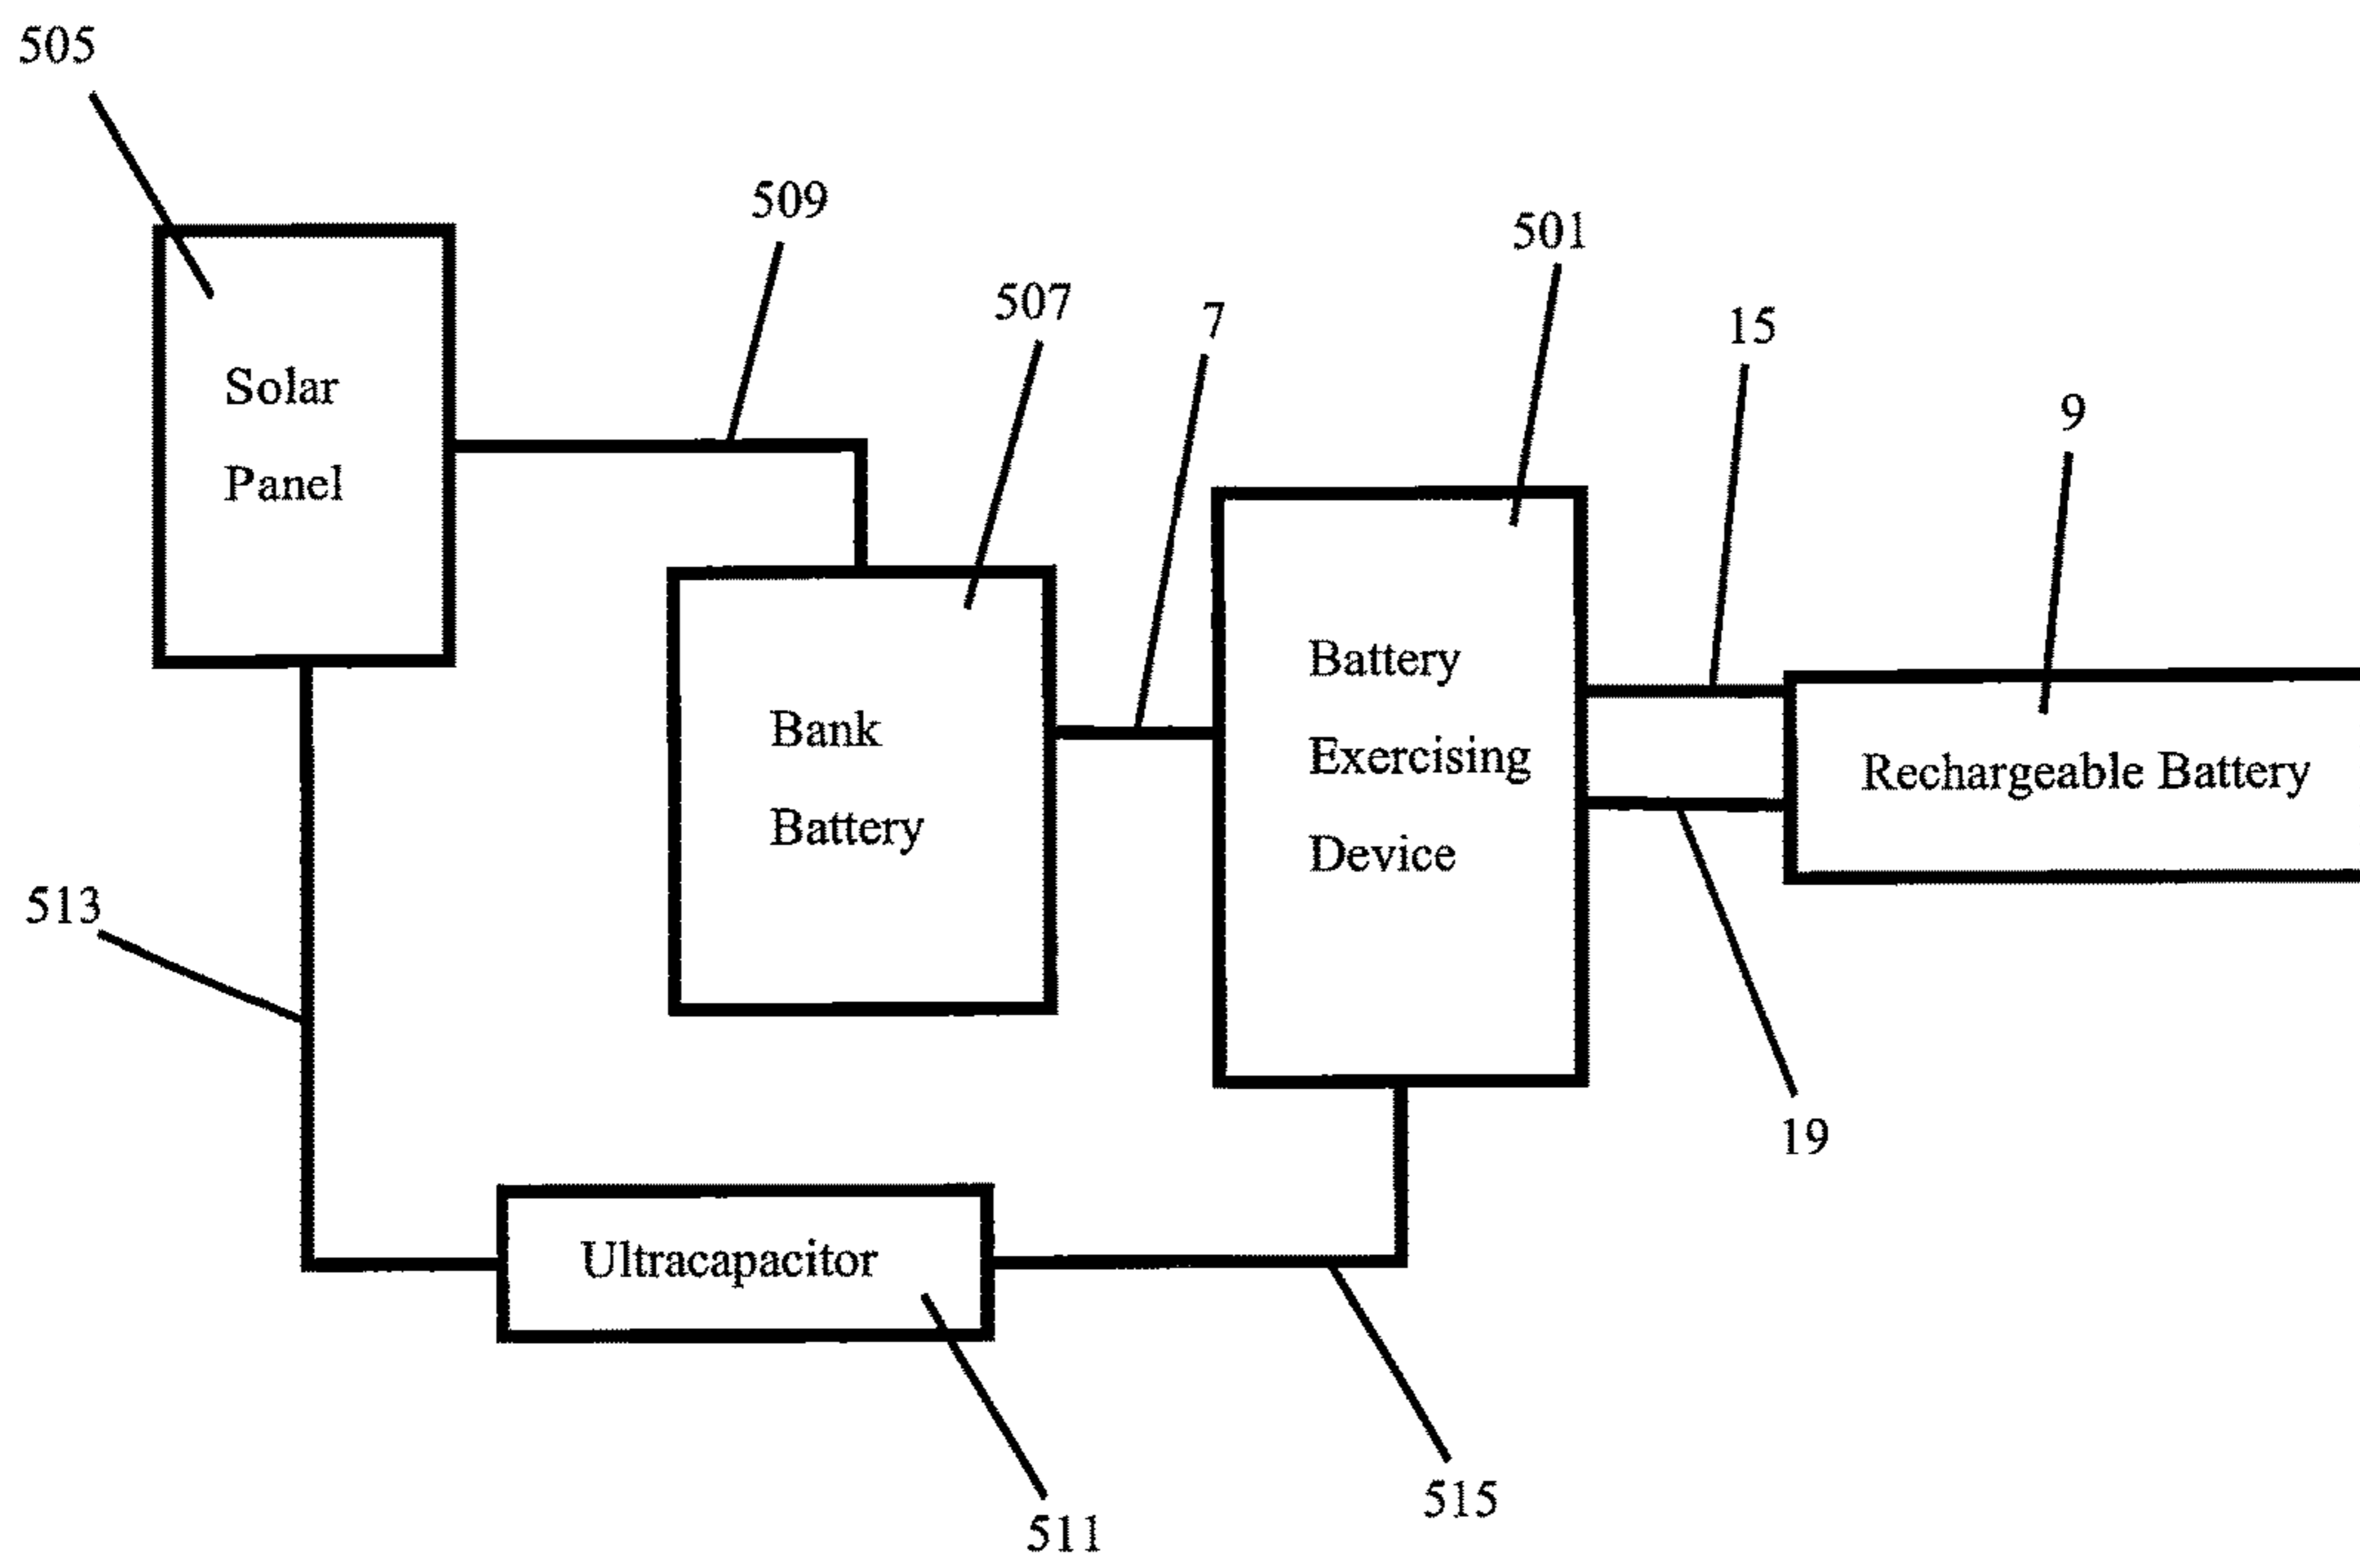 505
509
501
507
7
15
9
Solar
Panel
Battery
Exercising
Device
Bank
Battery
Rechargeable Battery
513
19
Ultracapacitor
515
511